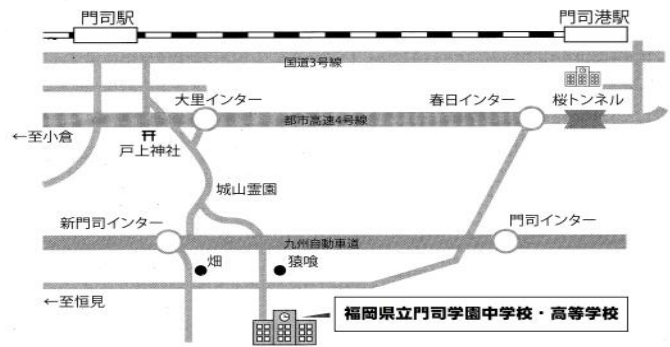 門司駅
門司港駅
国道3号線
大里インター
春日インター
桜トンネル
都市高速4号線
←至小倉
戸上神社
城山霊園
新門司インター
門司インター
九州自動車道
畑
猿喰
←至恒見
福岡県立門司学園中学校・高等学校